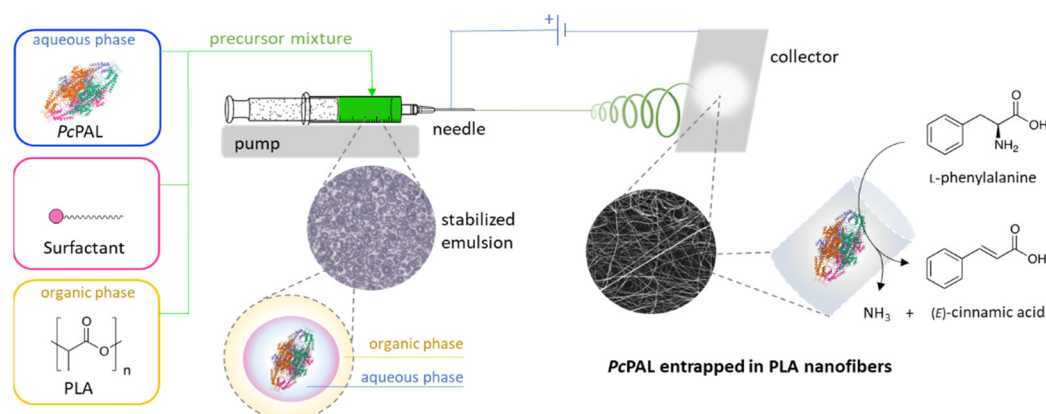 aqueous phase
PcPAL
Surfactant
organic phase
O
O
n
PLA
precursor mixture
pump
needle
+
collector
stabilized
emulsion
organic phase
aqueous phase
O
OH
NH2
L-phenylalanine
O
OH
NH3 + (E)-cinnamic acid
PcPAL entrapped in PLA nanofibers